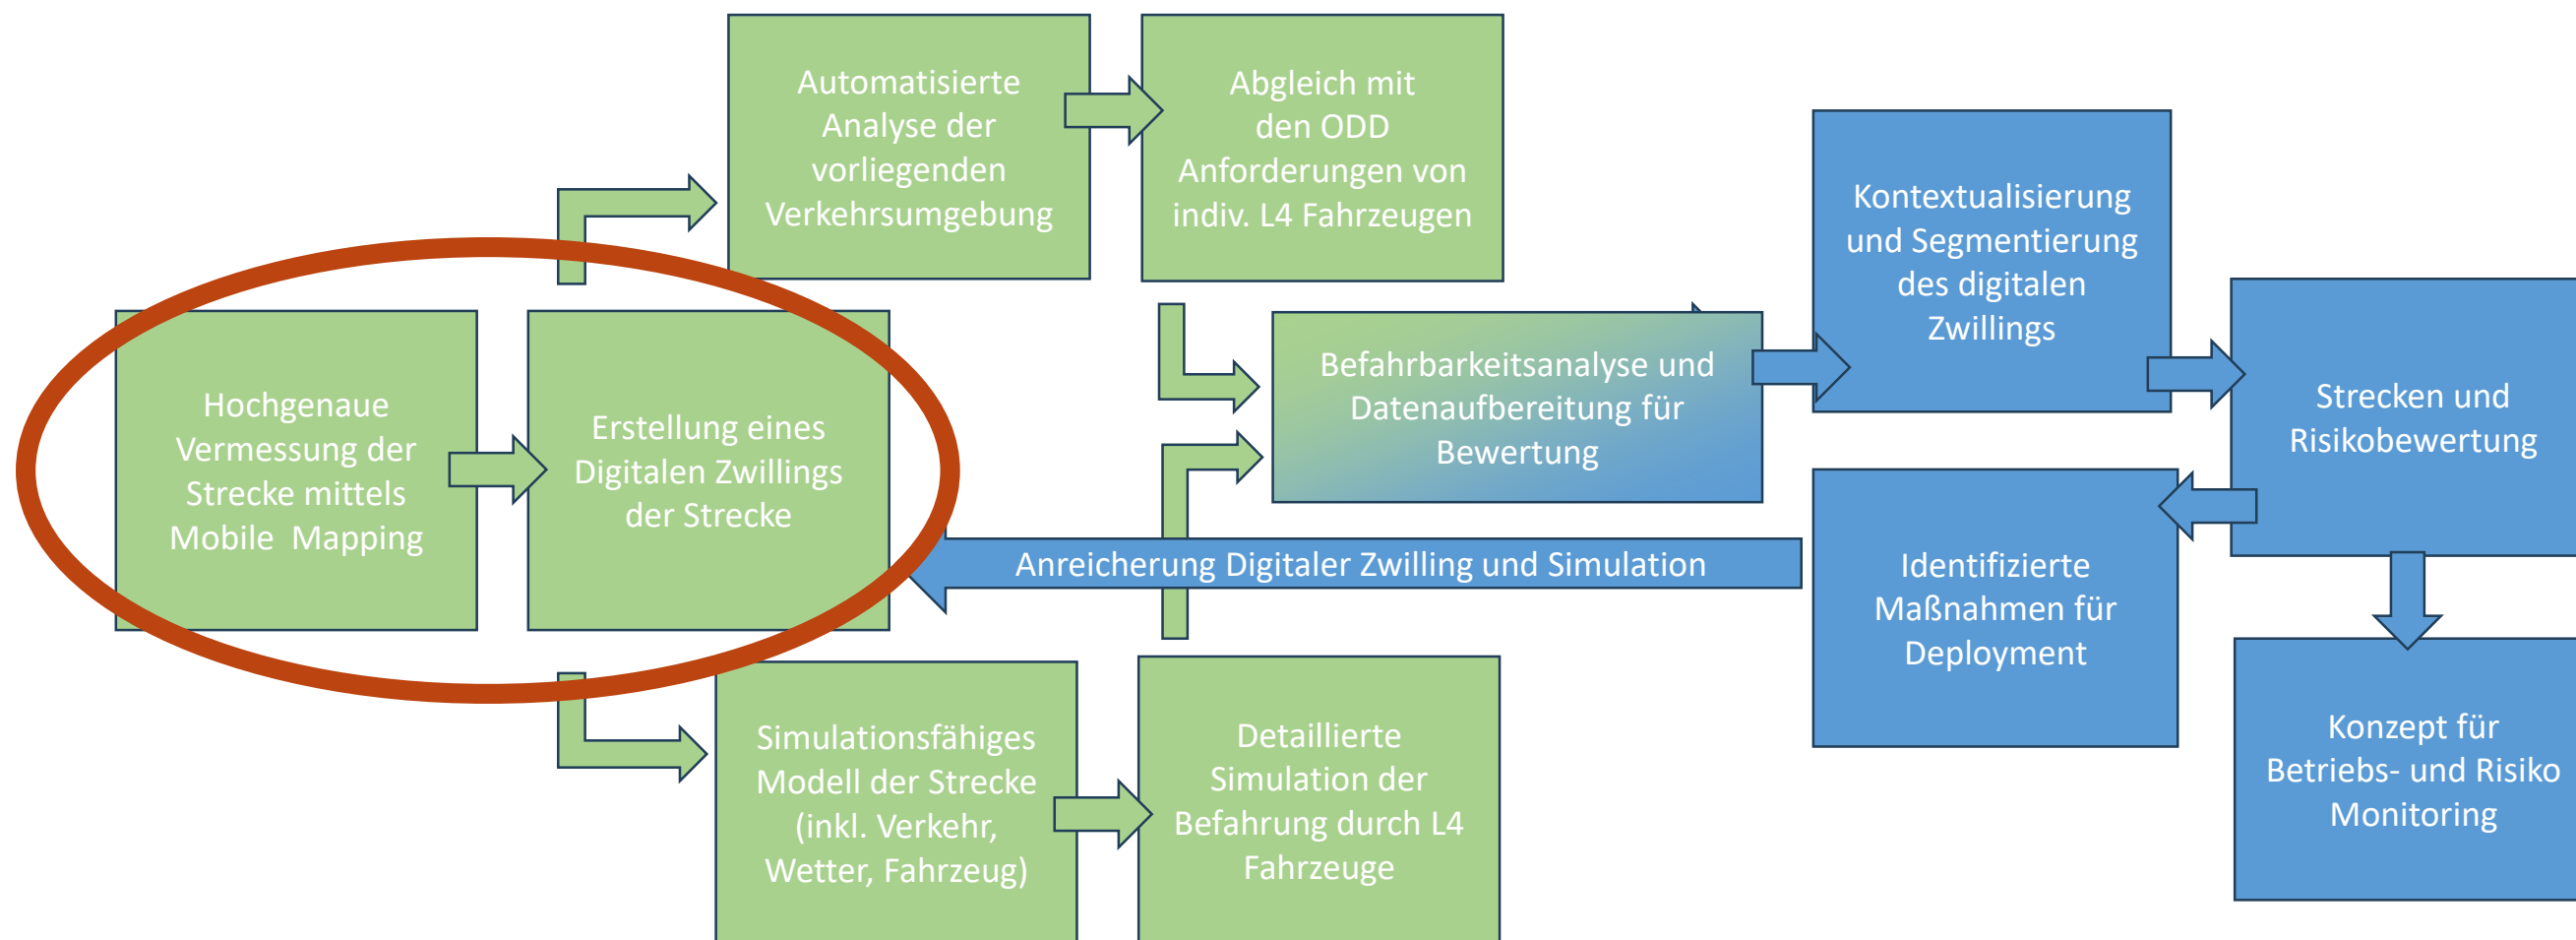 Automatisierte
Analyse der
vorliegenden
Verkehrsumgebung
Abgleich mit
den ODD
Anforderungen von
indiv. L4 Fahrzeugen
Hochgenaue
Vermessung der
Strecke mittels
Mobile  Mapping
Erstellung eines
Digitalen Zwillings
der Strecke
Simulationsfähiges
Modell der Strecke
(inkl. Verkehr,
Wetter, Fahrzeug)
Detaillierte
Simulation der
Befahrung durch L4
Fahrzeuge
Befahrbarkeitsanalyse und
Datenaufbereitung für
Bewertung
Kontextualisierung
und Segmentierung
des digitalen
Zwillings
Strecken und
Risikobewertung
Identifizierte
Maßnahmen für
Deployment
Anreicherung Digitaler Zwilling und Simulation
Konzept für
Betriebs- und Risiko
Monitoring